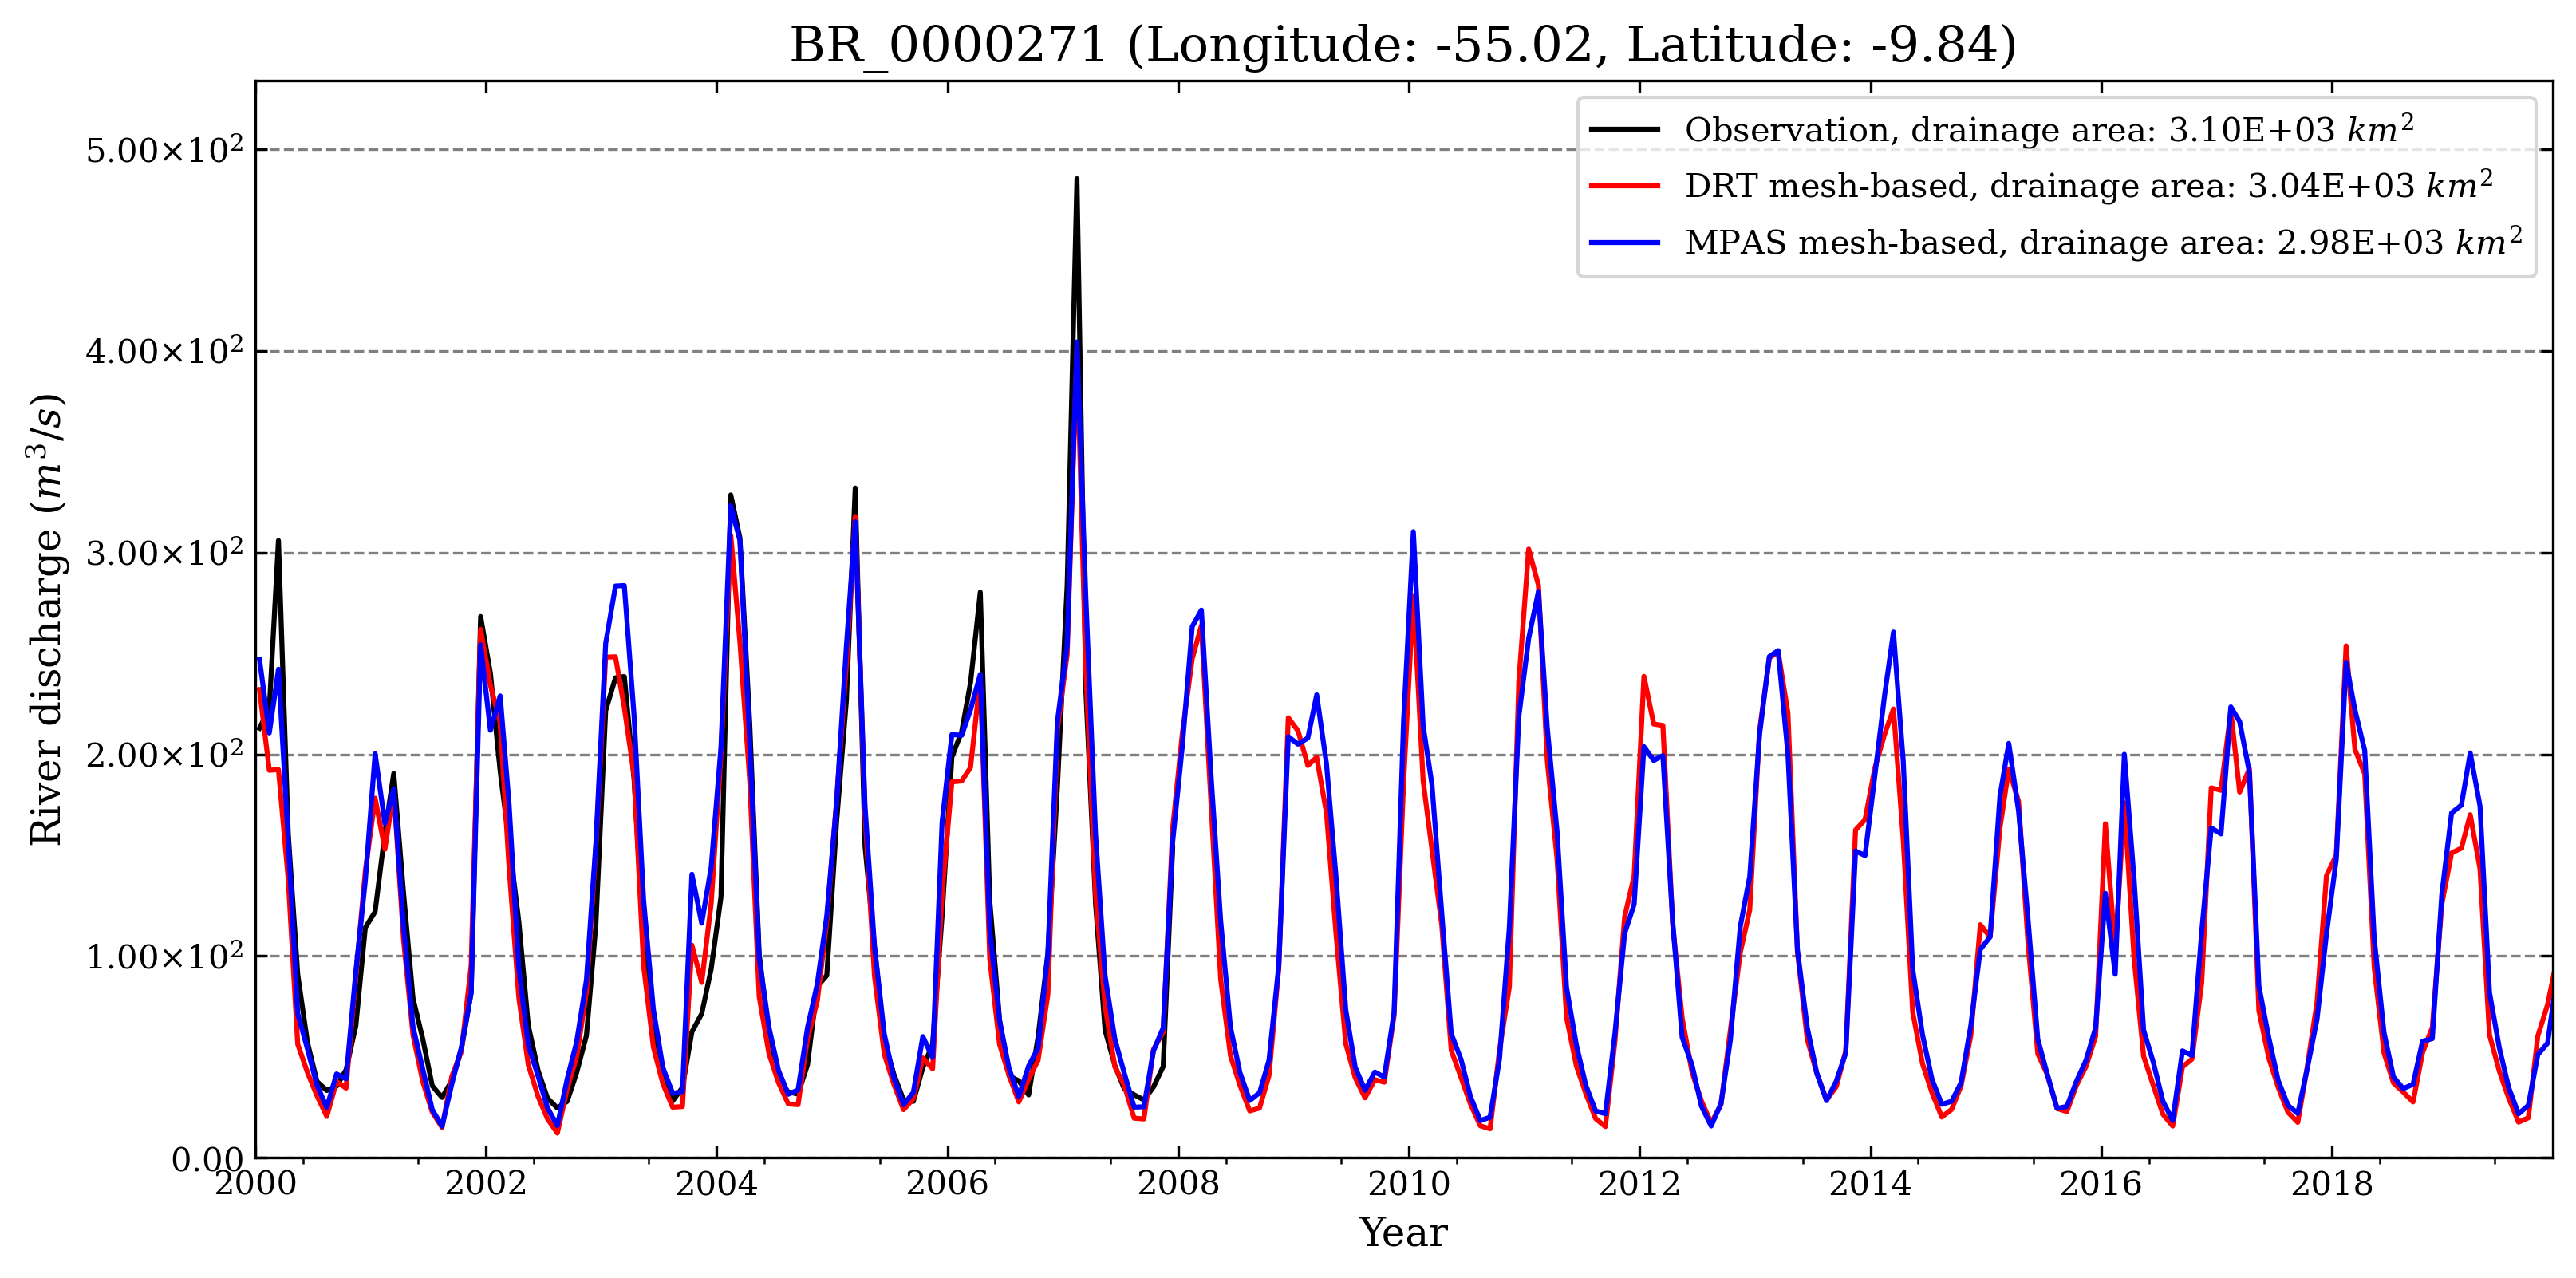 BR_0000271 (Longitude: -55.02, Latitude: -9.84)
Observation, drainage area: 3.10E+03 km²
DRT mesh-based, drainage area: 3.04E+03 km²
MPAS mesh-based, drainage area: 2.98E+03 km²
River discharge (m³/s)
5.00×10²
4.00×10²
3.00×10²
2.00×10²
1.00×10²
0.00
2000 2002 2004 2006 2008 2010 2012 2014 2016 2018
Year